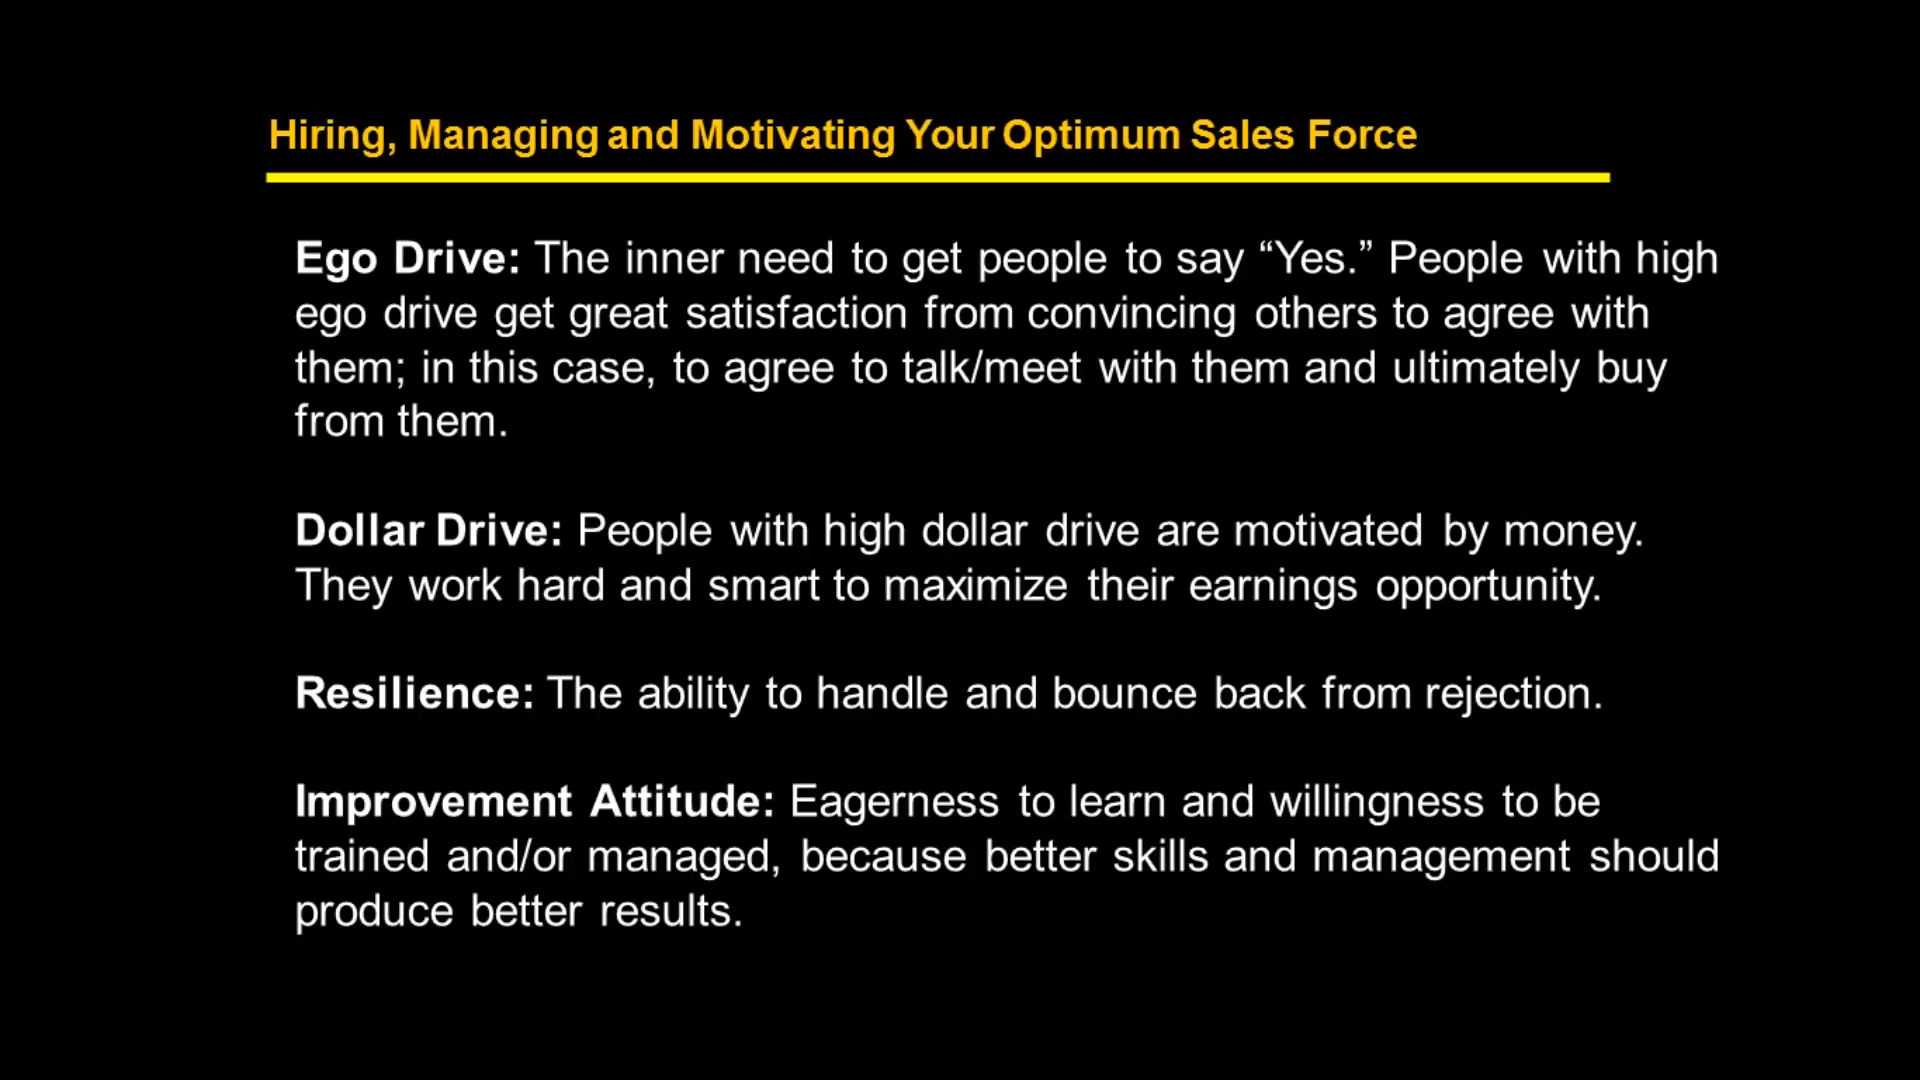 Hiring, Managing and Motivating Your Optimum Sales Force
Ego Drive: The inner need to get people to say “Yes.” People with high
ego drive get great satisfaction from convincing others to agree with
them; in this case, to agree to talk/meet with them and ultimately buy
from them.
Dollar Drive: People with high dollar drive are motivated by money.
They work hard and smart to maximize their earnings opportunity.
Resilience: The ability to handle and bounce back from rejection.
Improvement Attitude: Eagerness to learn and willingness to be
trained and/or managed, because better skills and management should
produce better results.